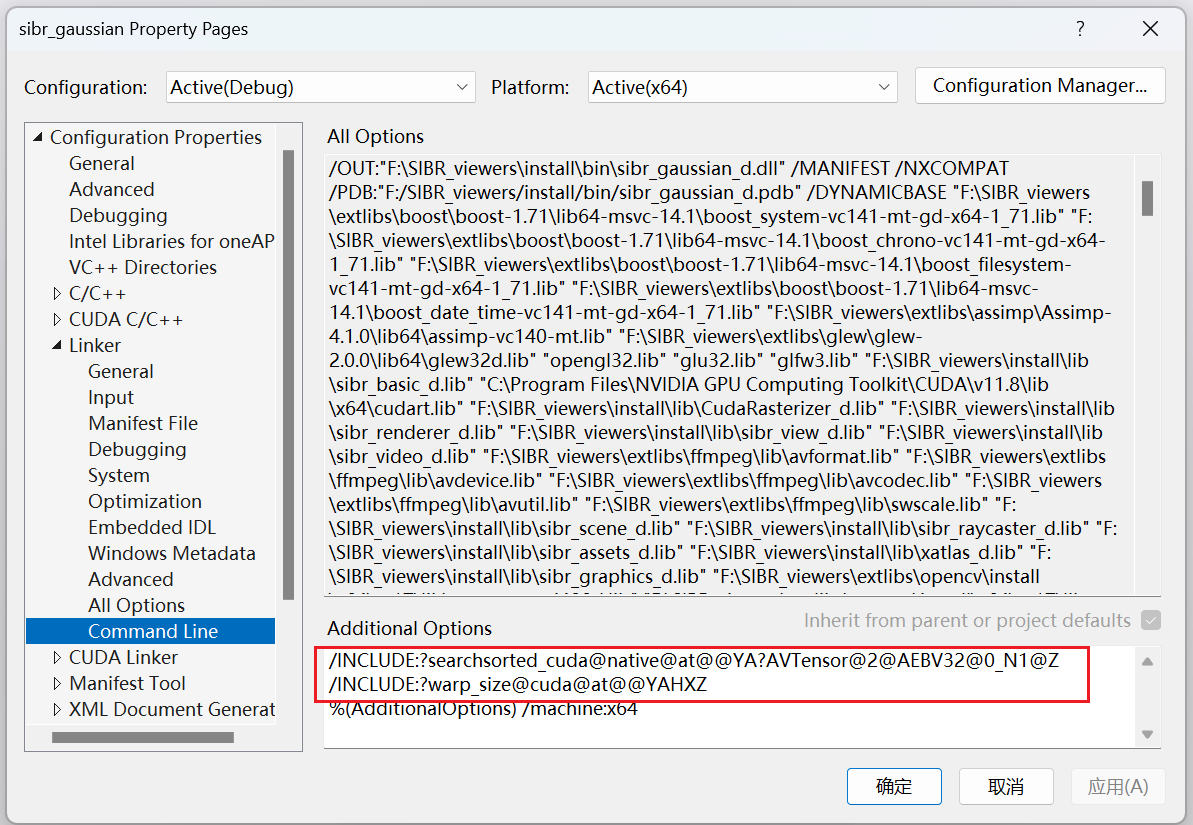 sibr_gaussian Property Pages
?
Configuration:
Active(Debug)
Platform:
Active(x64)
Configuration Manager...
Configuration Properties
General
Advanced
Debugging
Intel Libraries for oneAP
VC++ Directories
C/C++
CUDA C/C++
Linker
General
Input
Manifest File
Debugging
System
Optimization
Embedded IDL
Windows Metadata
Advanced
All Options
Command Line
CUDA Linker
Manifest Tool
XML Document Generat
All Options
/OUT:"F:\SIBR_viewers\install\bin\sibr_gaussian_d.dll" /MANIFEST /NXCOMPAT
/PDB:"F:/SIBR_viewers/install/bin/sibr_gaussian_d.pdb" /DYNAMICBASE "F:\SIBR_viewers
\extlibs\boost\boost-1.71\lib64-msvc-14.1\boost_system-vc141-mt-gd-x64-1_71.lib" "F:
\SIBR_viewers\extlibs\boost\boost-1.71\lib64-msvc-14.1\boost_chrono-vc141-mt-gd-x64-
1_71.lib" "F:\SIBR_viewers\extlibs\boost\boost-1.71\lib64-msvc-14.1\boost_filesystem-
vc141-mt-gd-x64-1_71.lib" "F:\SIBR_viewers\extlibs\boost\boost-1.71\lib64-msvc-
14.1\boost_date_time-vc141-mt-gd-x64-1_71.lib" "F:\SIBR_viewers\extlibs\assimp\Assimp-
4.1.0\lib64\assimp-vc140-mt.lib" "F:\SIBR_viewers\extlibs\glew\glew-
2.0.0\lib64\glew32d.lib" "opengl32.lib" "glu32.lib" "glfw3.lib" "F:\SIBR_viewers\install\lib
\sibr_basic_d.lib" "C:\Program Files\NVIDIA GPU Computing Toolkit\CUDA\v11.8\lib
\x64\cudart.lib" "F:\SIBR_viewers\install\lib\CudaRasterizer_d.lib" "F:\SIBR_viewers\install\lib
\sibr_renderer_d.lib" "F:\SIBR_viewers\install\lib\sibr_view_d.lib" "F:\SIBR_viewers\install\lib
\sibr_video_d.lib" "F:\SIBR_viewers\extlibs\ffmpeg\lib\avformat.lib" "F:\SIBR_viewers\extlibs
\ffmpeg\lib\avdevice.lib" "F:\SIBR_viewers\extlibs\ffmpeg\lib\avcodec.lib" "F:\SIBR_viewers
\extlibs\ffmpeg\lib\avutil.lib" "F:\SIBR_viewers\extlibs\ffmpeg\lib\swscale.lib" "F:
\SIBR_viewers\install\lib\sibr_scene_d.lib" "F:\SIBR_viewers\install\lib\sibr_raycaster_d.lib" "F:
\SIBR_viewers\install\lib\sibr_assets_d.lib" "F:\SIBR_viewers\install\lib\xatlas_d.lib" "F:
\SIBR_viewers\install\lib\sibr_graphics_d.lib" "F:\SIBR_viewers\extlibs\opencv\install
Additional Options
Inherit from parent or project defaults
/INCLUDE:?searchsorted_cuda@native@at@@YA?AVTensor@2@AEBV32@0_N1@Z
/INCLUDE:?warp_size@cuda@at@@YAHXZ
%(AdditionalOptions) /machine:x64
确定
取消
应用(A)